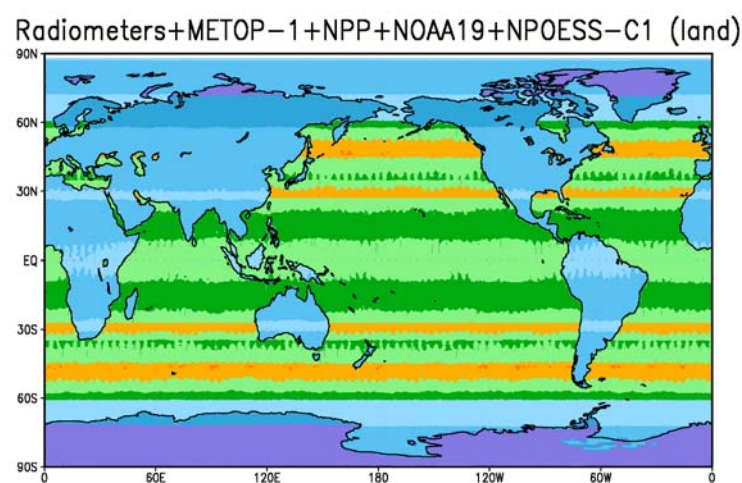 Radiometers+METOP-1+NPP+NOAA19+NPOESS-C1 (land)
90N
60N
30N
EQ
30S
60S
90S
0 60E 120E 180 120W 60W 0